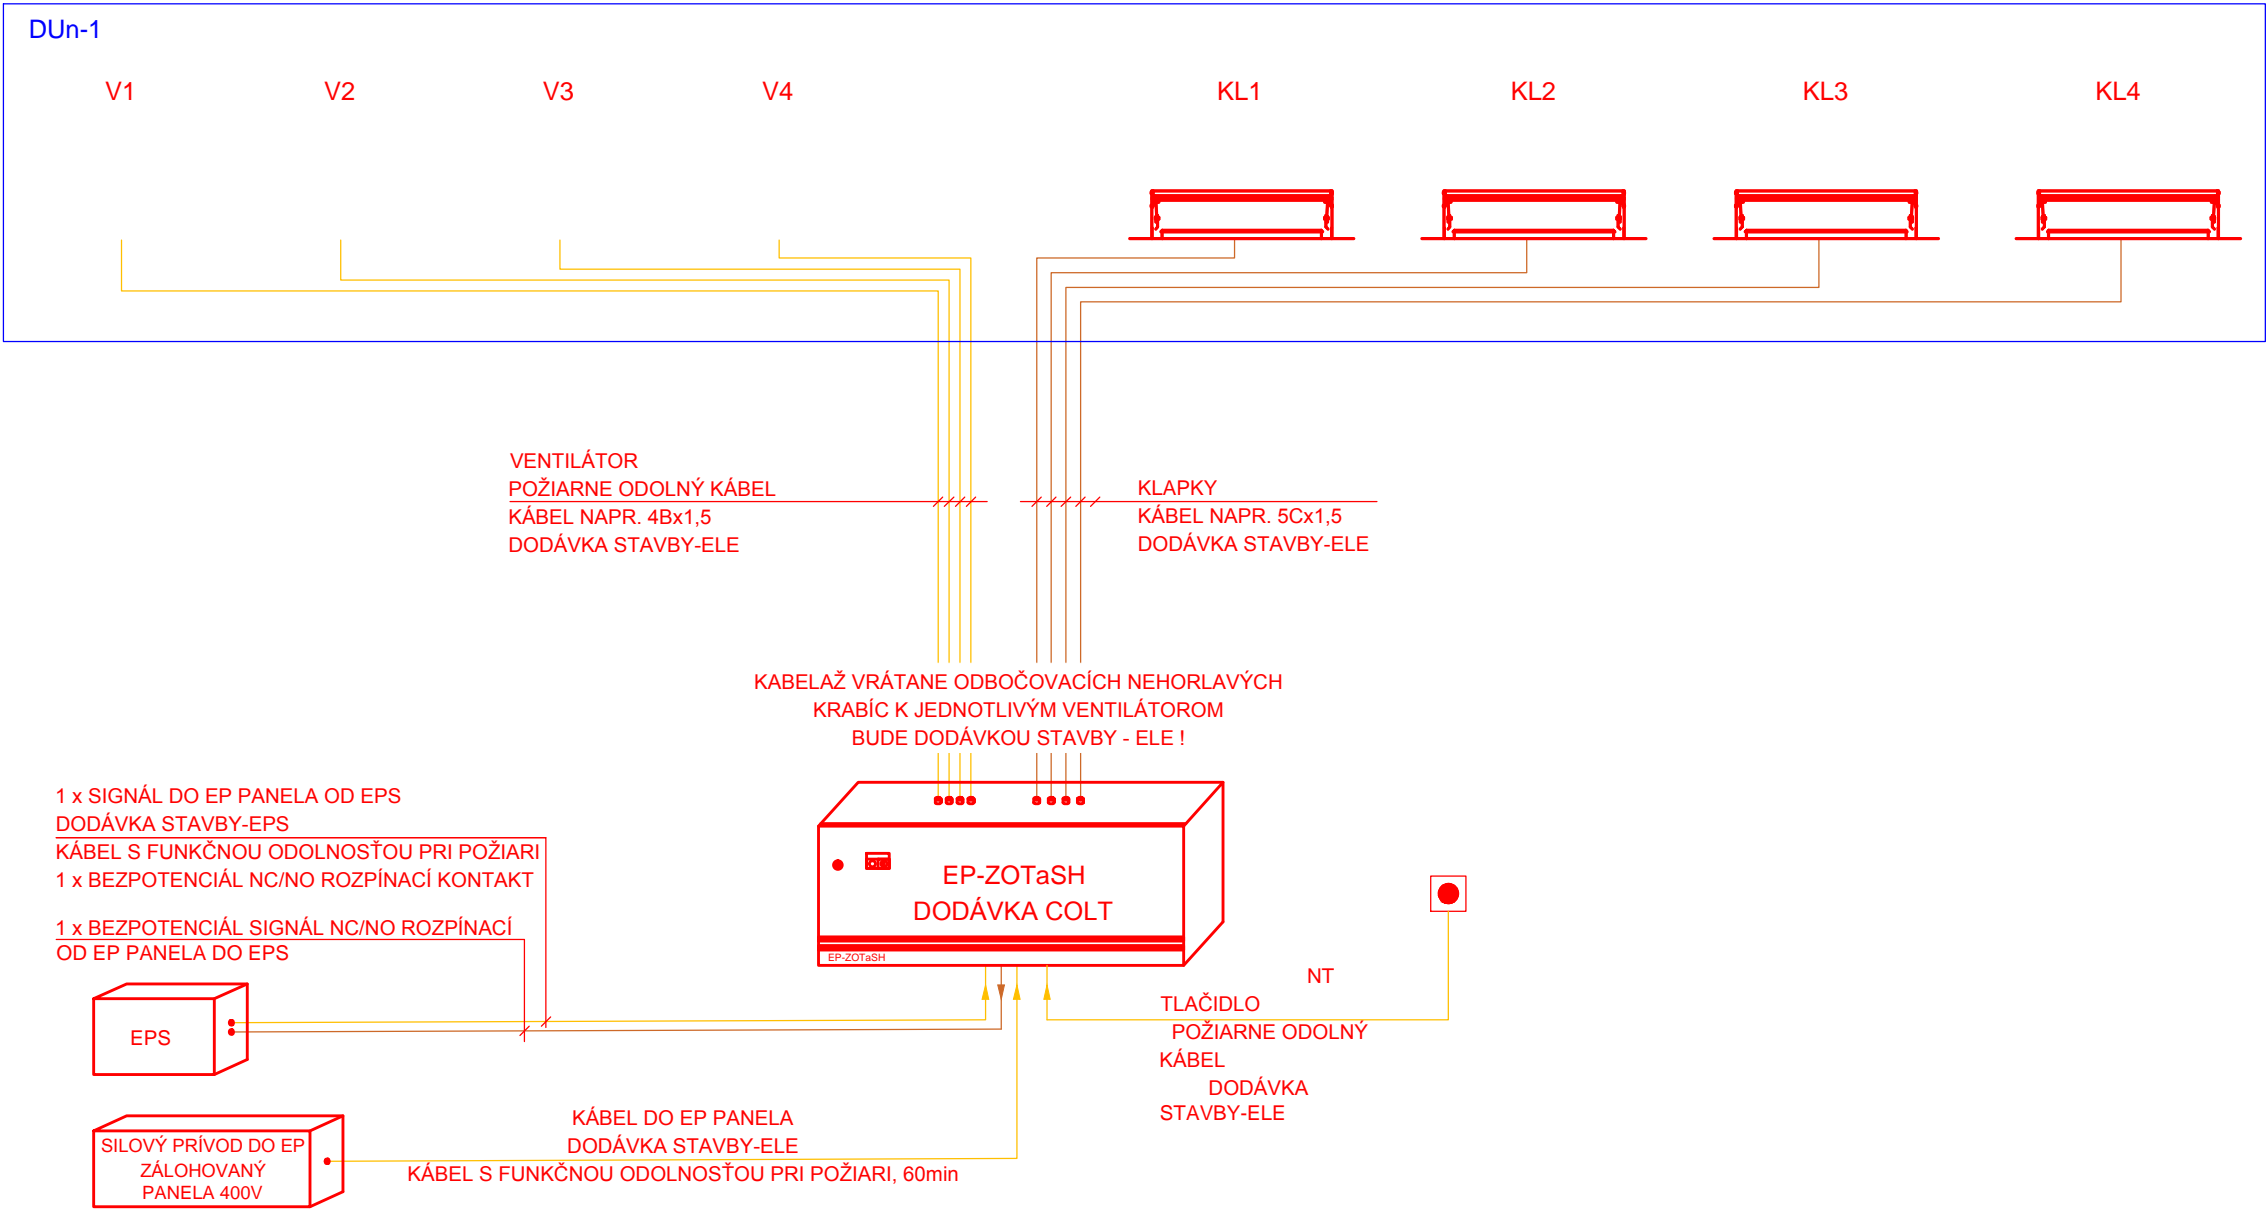 DUn-1
V1
V2
V3
V4
KL1
KL2
KL3
KL4
VENTILÁTOR
POŽIARNE ODOLNÝ KÁBEL
KÁBEL NAPR. 4Bx1,5
DODÁVKA STAVBY-ELE
KLAPKY
KÁBEL NAPR. 5Cx1,5
DODÁVKA STAVBY-ELE
KABELAŽ VRÁTANE ODBOČOVACÍCH NEHORLAVÝCH
KRABÍC K JEDNOTLIVÝM VENTILÁTOROM
BUDE DODÁVKOU STAVBY - ELE !
1 x SIGNÁL DO EP PANELA OD EPS
DODÁVKA STAVBY-EPS
KÁBEL S FUNKČNOU ODOLNOSŤOU PRI POŽIARI
1 x BEZPOTENCIÁL NC/NO ROZPÍNACÍ KONTAKT
1 x BEZPOTENCIÁL SIGNÁL NC/NO ROZPÍNACÍ
OD EP PANELA DO EPS
EP-ZOTaSH
DODÁVKA COLT
EP-ZOTaSH
EPS
NT
TLAČIDLO
POŽIARNE ODOLNÝ
KÁBEL
DODÁVKA
STAVBY-ELE
SILOVÝ PRÍVOD DO EP
ZÁLOHOVANÝ
PANELA 400V
KÁBEL DO EP PANELA
DODÁVKA STAVBY-ELE
KÁBEL S FUNKČNOU ODOLNOSŤOU PRI POŽIARI, 60min